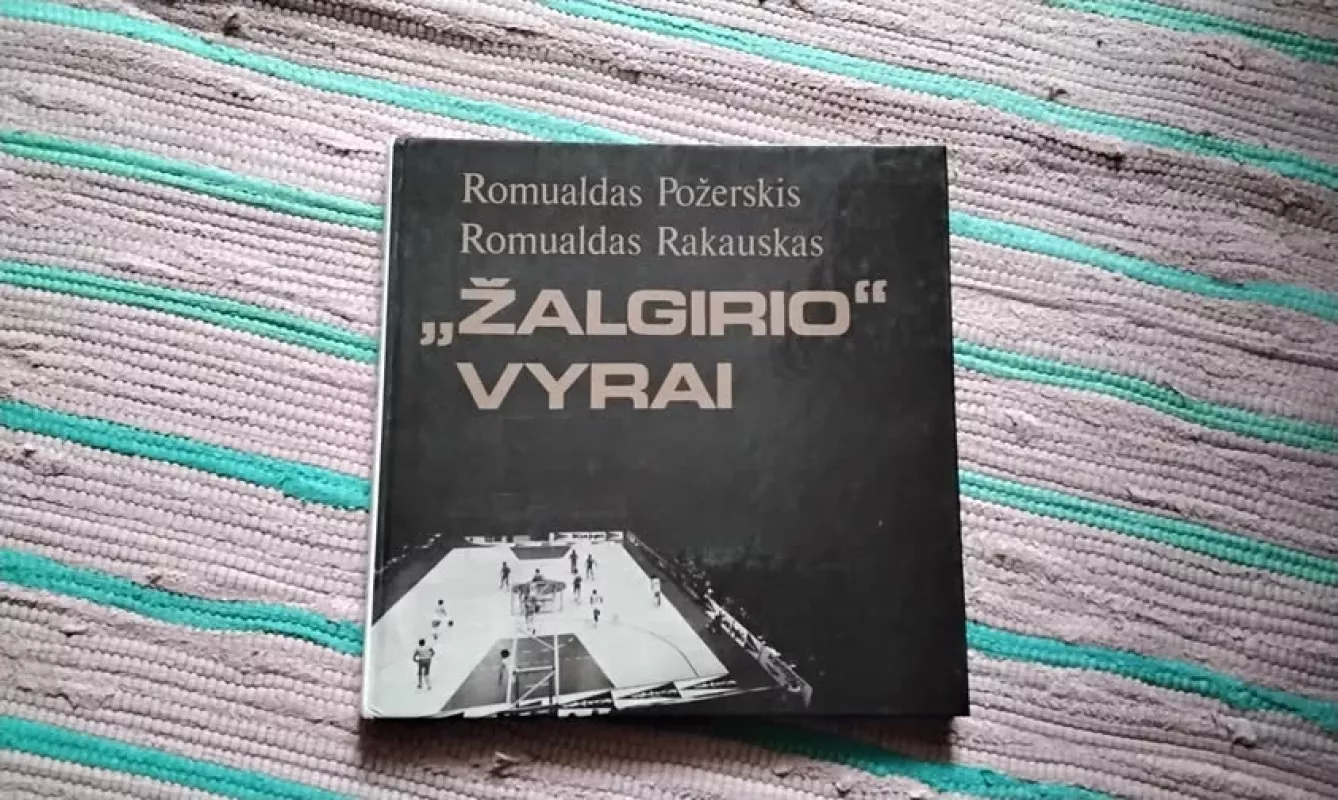 Romualdas Požerskis
Romualdas Rakauskas
„ŽALGIRIO“
VYRAI